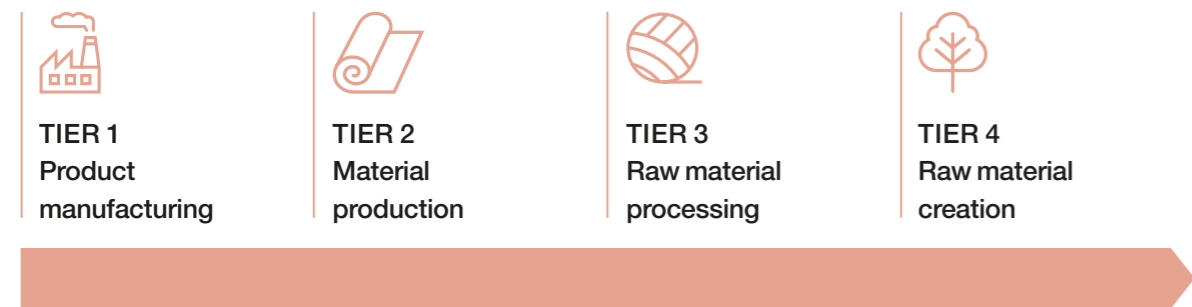 TIER 1
Product
manufacturing
TIER 2
Material
production
TIER 3
Raw material
processing
TIER 4
Raw material
creation